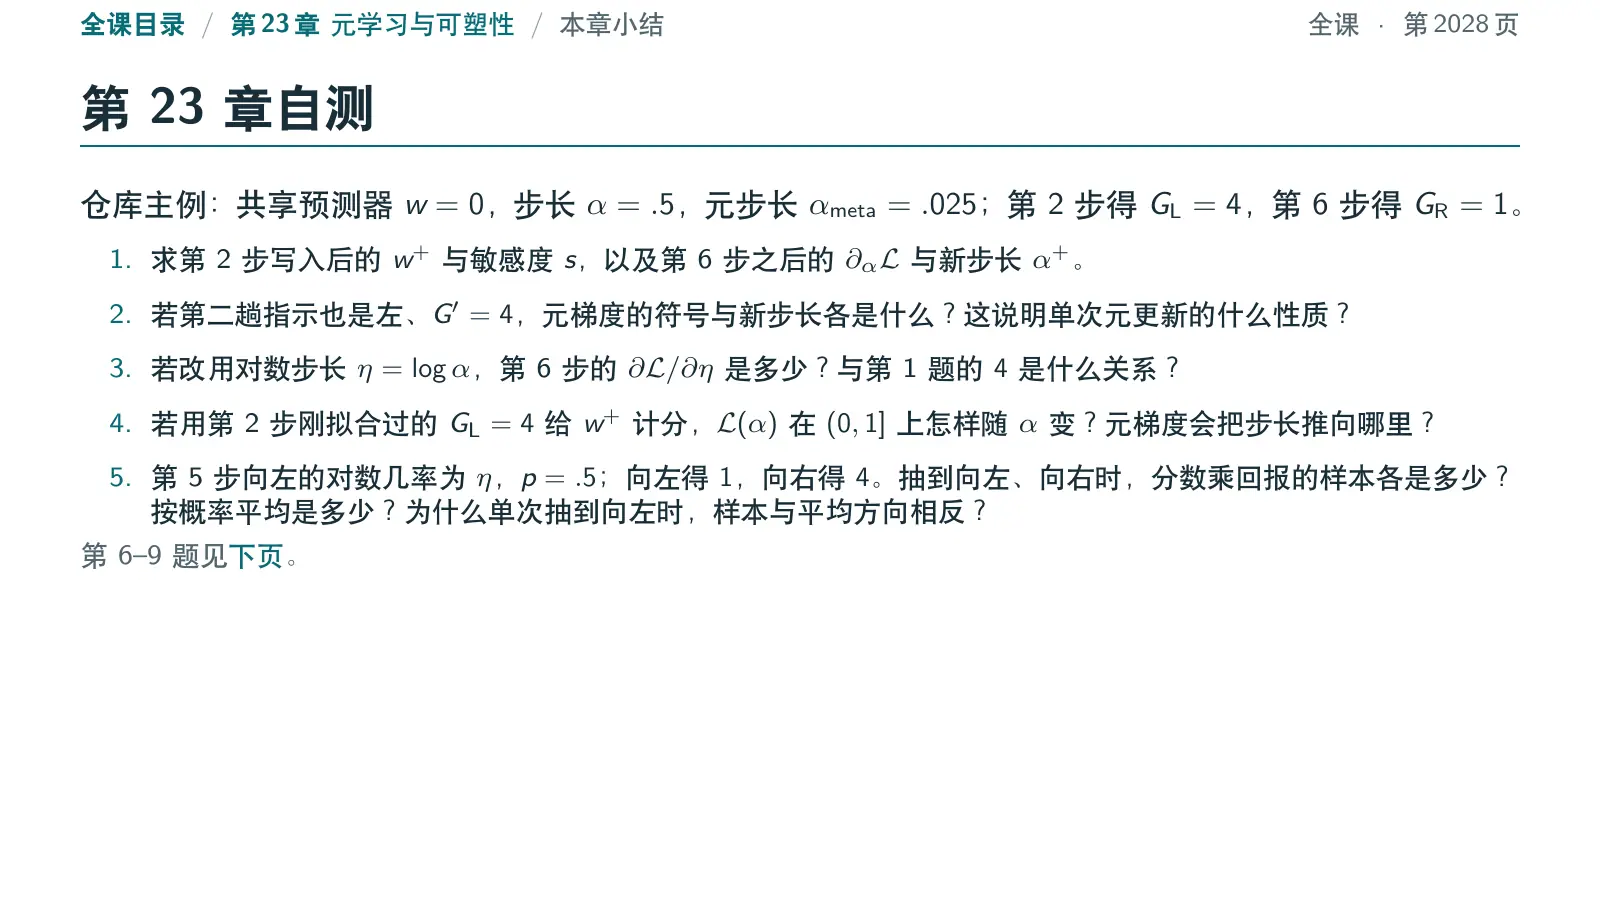 全课目录 / 第 23 章 元学习与可塑性 / 本章小结
全课 · 第 2028 页
第 23 章自测
仓库主例：共享预测器 w = 0，步长 α = .5，元步长 α_meta = .025；第 2 步得 G_L = 4，第 6 步得 G_R = 1。
1. 求第 2 步写入后的 w⁺ 与敏感度 s，以及第 6 步之后的 ∂_αℒ 与新步长 α⁺。
2. 若第二趟指示也是左、G′ = 4，元梯度的符号与新步长各是什么？这说明单次元更新的什么性质？
3. 若改用对数步长 η = log α，第 6 步的 ∂ℒ/∂η 是多少？与第 1 题的 4 是什么关系？
4. 若用第 2 步刚拟合过的 G_L = 4 给 w⁺ 计分，ℒ(α) 在 (0, 1] 上怎样随 α 变？元梯度会把步长推向哪里？
5. 第 5 步向左的对数几率为 η，p = .5；向左得 1，向右得 4。抽到向左、向右时，分数乘回报的样本各是多少？
按概率平均是多少？为什么单次抽到向左时，样本与平均方向相反？
第 6–9 题见下页。